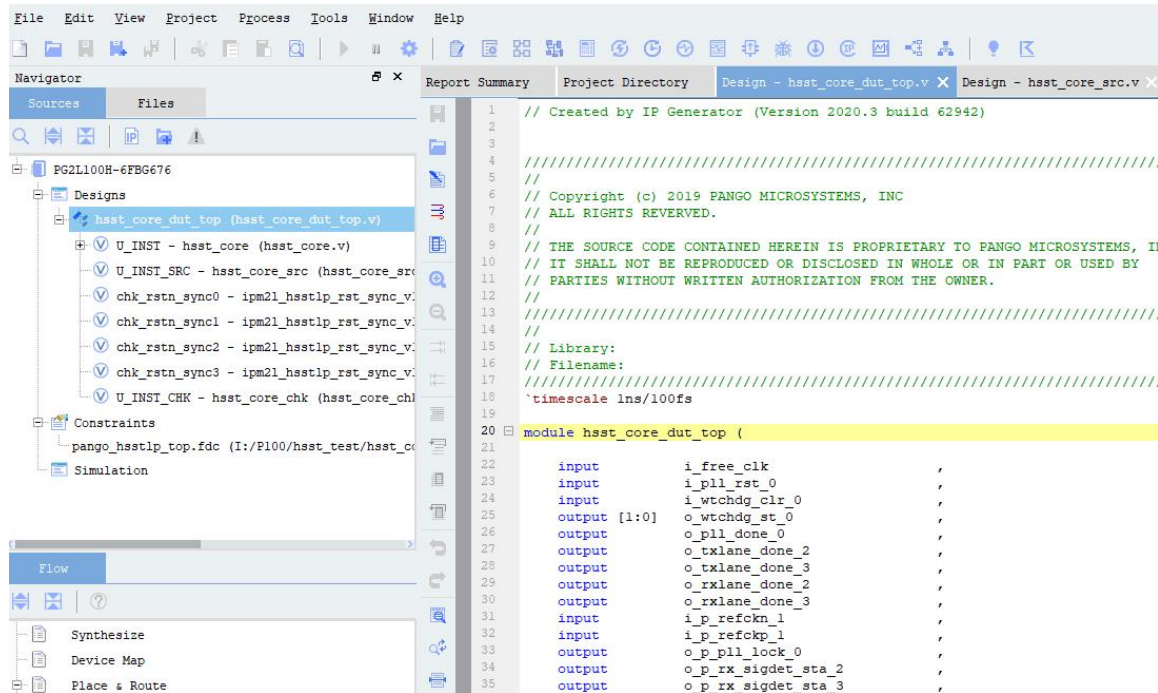 File Edit View Project Process Tools Window Help
Navigator
Report Summary Project Directory Design - hsst_core_dut_top.v Design - hsst_core_src.v
Sources Files
PG2L100H-6FBG676
Designs
hsst_core_dut_top (hsst_core_dut_top.v)
U_INST - hsst_core (hsst_core.v)
U_INST_SRC - hsst_core_src (hsst_core_src
chk_rstn_sync0 - ipm2l_hsstlp_rst_sync_v1
chk_rstn_sync1 - ipm2l_hsstlp_rst_sync_v1
chk_rstn_sync2 - ipm2l_hsstlp_rst_sync_v1
chk_rstn_sync3 - ipm2l_hsstlp_rst_sync_v1
U_INST_CHK - hsst_core_chk (hsst_core_chk
Constraints
pango_hsstlp_top.fdc (I:/P100/hsst_test/hsst_co
Simulation
Flow
Synthesize
Device Map
Place & Route
1 // Created by IP Generator (Version 2020.3 build 62942)
2
3
4 ////////////////////////////////////////////////////////////////////////////
5 //
6 // Copyright (c) 2019 PANGO MICROSYSTEMS, INC
7 // ALL RIGHTS REVERVED.
8 //
9 // THE SOURCE CODE CONTAINED HEREIN IS PROPRIETARY TO PANGO MICROSYSTEMS, IN
10 // IT SHALL NOT BE REPRODUCED OR DISCLOSED IN WHOLE OR IN PART OR USED BY
11 // PARTIES WITHOUT WRITTEN AUTHORIZATION FROM THE OWNER.
12 //
13 ////////////////////////////////////////////////////////////////////////////
14 //
15 // Library:
16 // Filename:
17 ////////////////////////////////////////////////////////////////////////////
18 `timescale 1ns/100fs
19
20 module hsst_core_dut_top (
21
22 input i_free_clk ,
23 input i_pll_rst_0 ,
24 input i_wtchdg_clr_0 ,
25 output [1:0] o_wtchdg_st_0 ,
26 output o_pll_done_0 ,
27 output o_txlane_done_2 ,
28 output o_txlane_done_3 ,
29 output o_rxlane_done_2 ,
30 output o_rxlane_done_3 ,
31 input i_p_refckn_1 ,
32 input i_p_refckp_1 ,
33 output o_p_pll_lock_0 ,
34 output o_p_rx_sigdet_sta_2 ,
35 output o_p_rx_sigdet_sta_3 ,